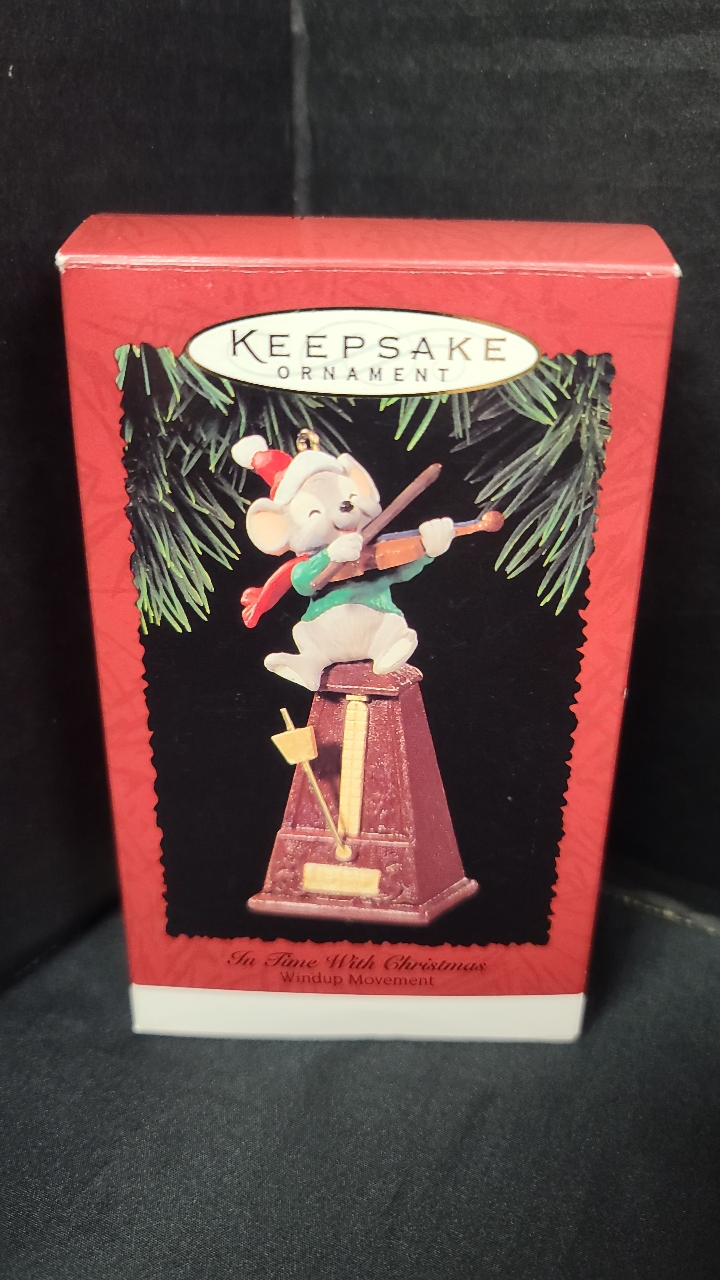 KEEPSAKE
ORNAMENT
In Time With Christmas
Windup Movement